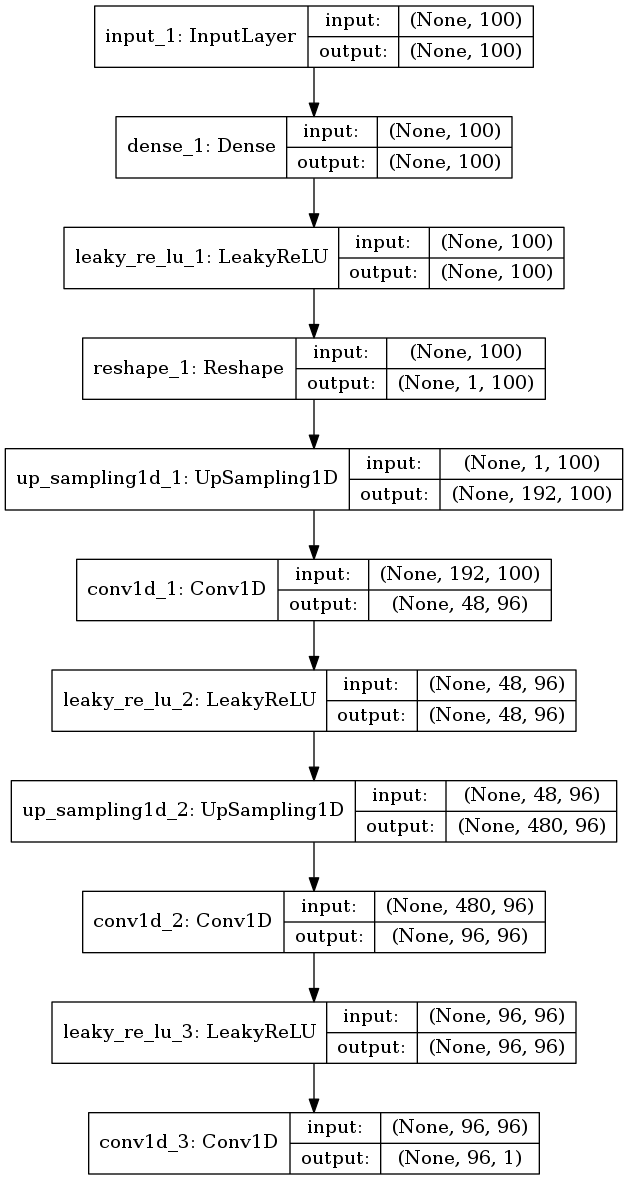 input_1: InputLayer
input:
(None, 100)
output:
(None, 100)
dense_1: Dense
input:
(None, 100)
output:
(None, 100)
leaky_re_lu_1: LeakyReLU
input:
(None, 100)
output:
(None, 100)
reshape_1: Reshape
input:
(None, 100)
output:
(None, 1, 100)
up_sampling1d_1: UpSampling1D
input:
(None, 1, 100)
output:
(None, 192, 100)
conv1d_1: Conv1D
input:
(None, 192, 100)
output:
(None, 48, 96)
leaky_re_lu_2: LeakyReLU
input:
(None, 48, 96)
output:
(None, 48, 96)
up_sampling1d_2: UpSampling1D
input:
(None, 48, 96)
output:
(None, 480, 96)
conv1d_2: Conv1D
input:
(None, 480, 96)
output:
(None, 96, 96)
leaky_re_lu_3: LeakyReLU
input:
(None, 96, 96)
output:
(None, 96, 96)
conv1d_3: Conv1D
input:
(None, 96, 96)
output:
(None, 96, 1)